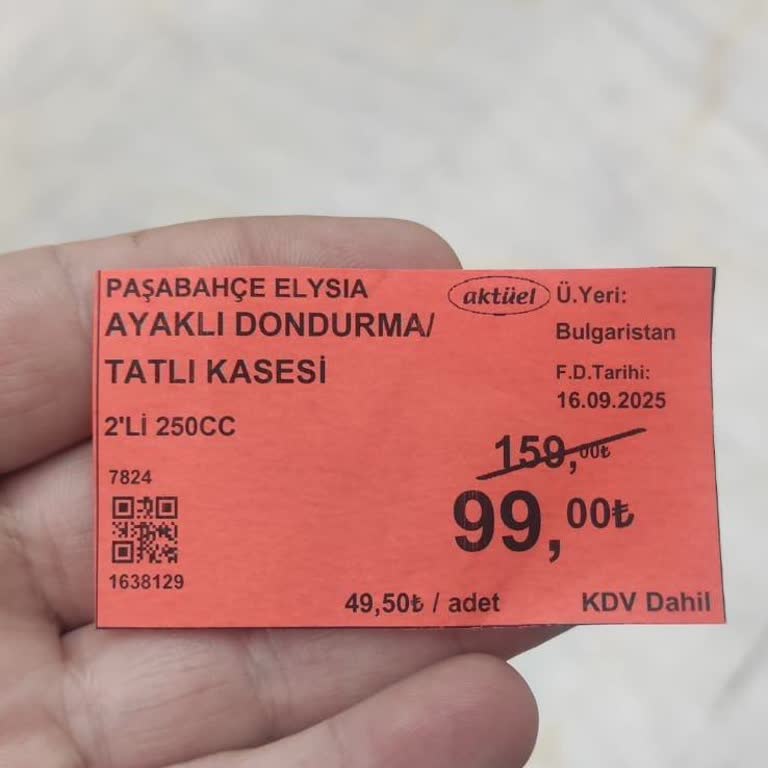 PAŞABAHÇE ELYSIA
AYAKLI DONDURMA/
TATLI KASESİ
2'Lİ 250CC
aktüel
Ü.Yeri:
Bulgaristan
F.D.Tarihi:
16.09.2025
159,00₺
99,00₺
7824
1638129
49,50₺ / adet
KDV Dahil